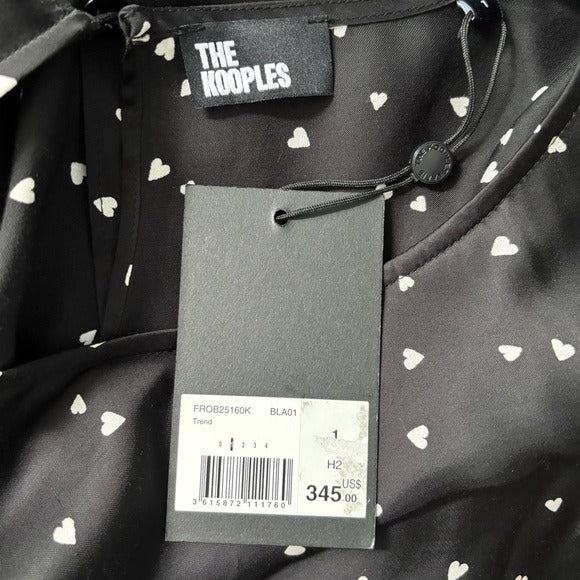 THE
KOOPLES
FROB25160K BLA01
Trend
0 1 2 3 4
1
H2
US$
345.00
3 615872 111760